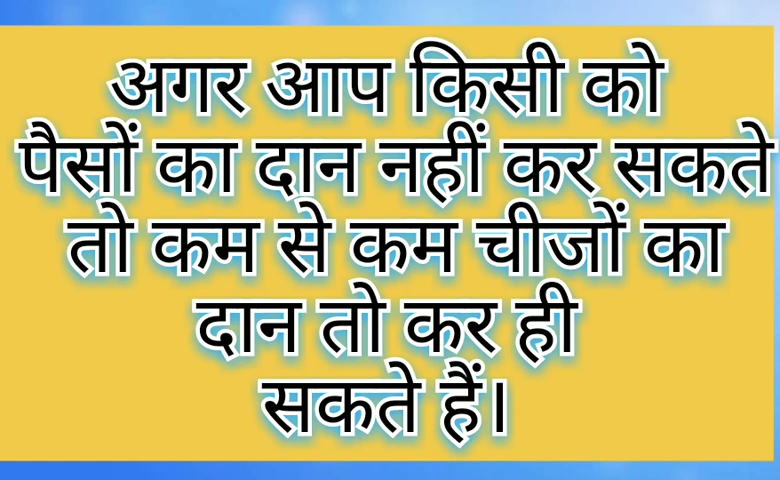 अगर आप किसी को
पैसों का दान नहीं कर सकते
तो कम से कम चीजों का
दान तो कर ही
सकते हैं।